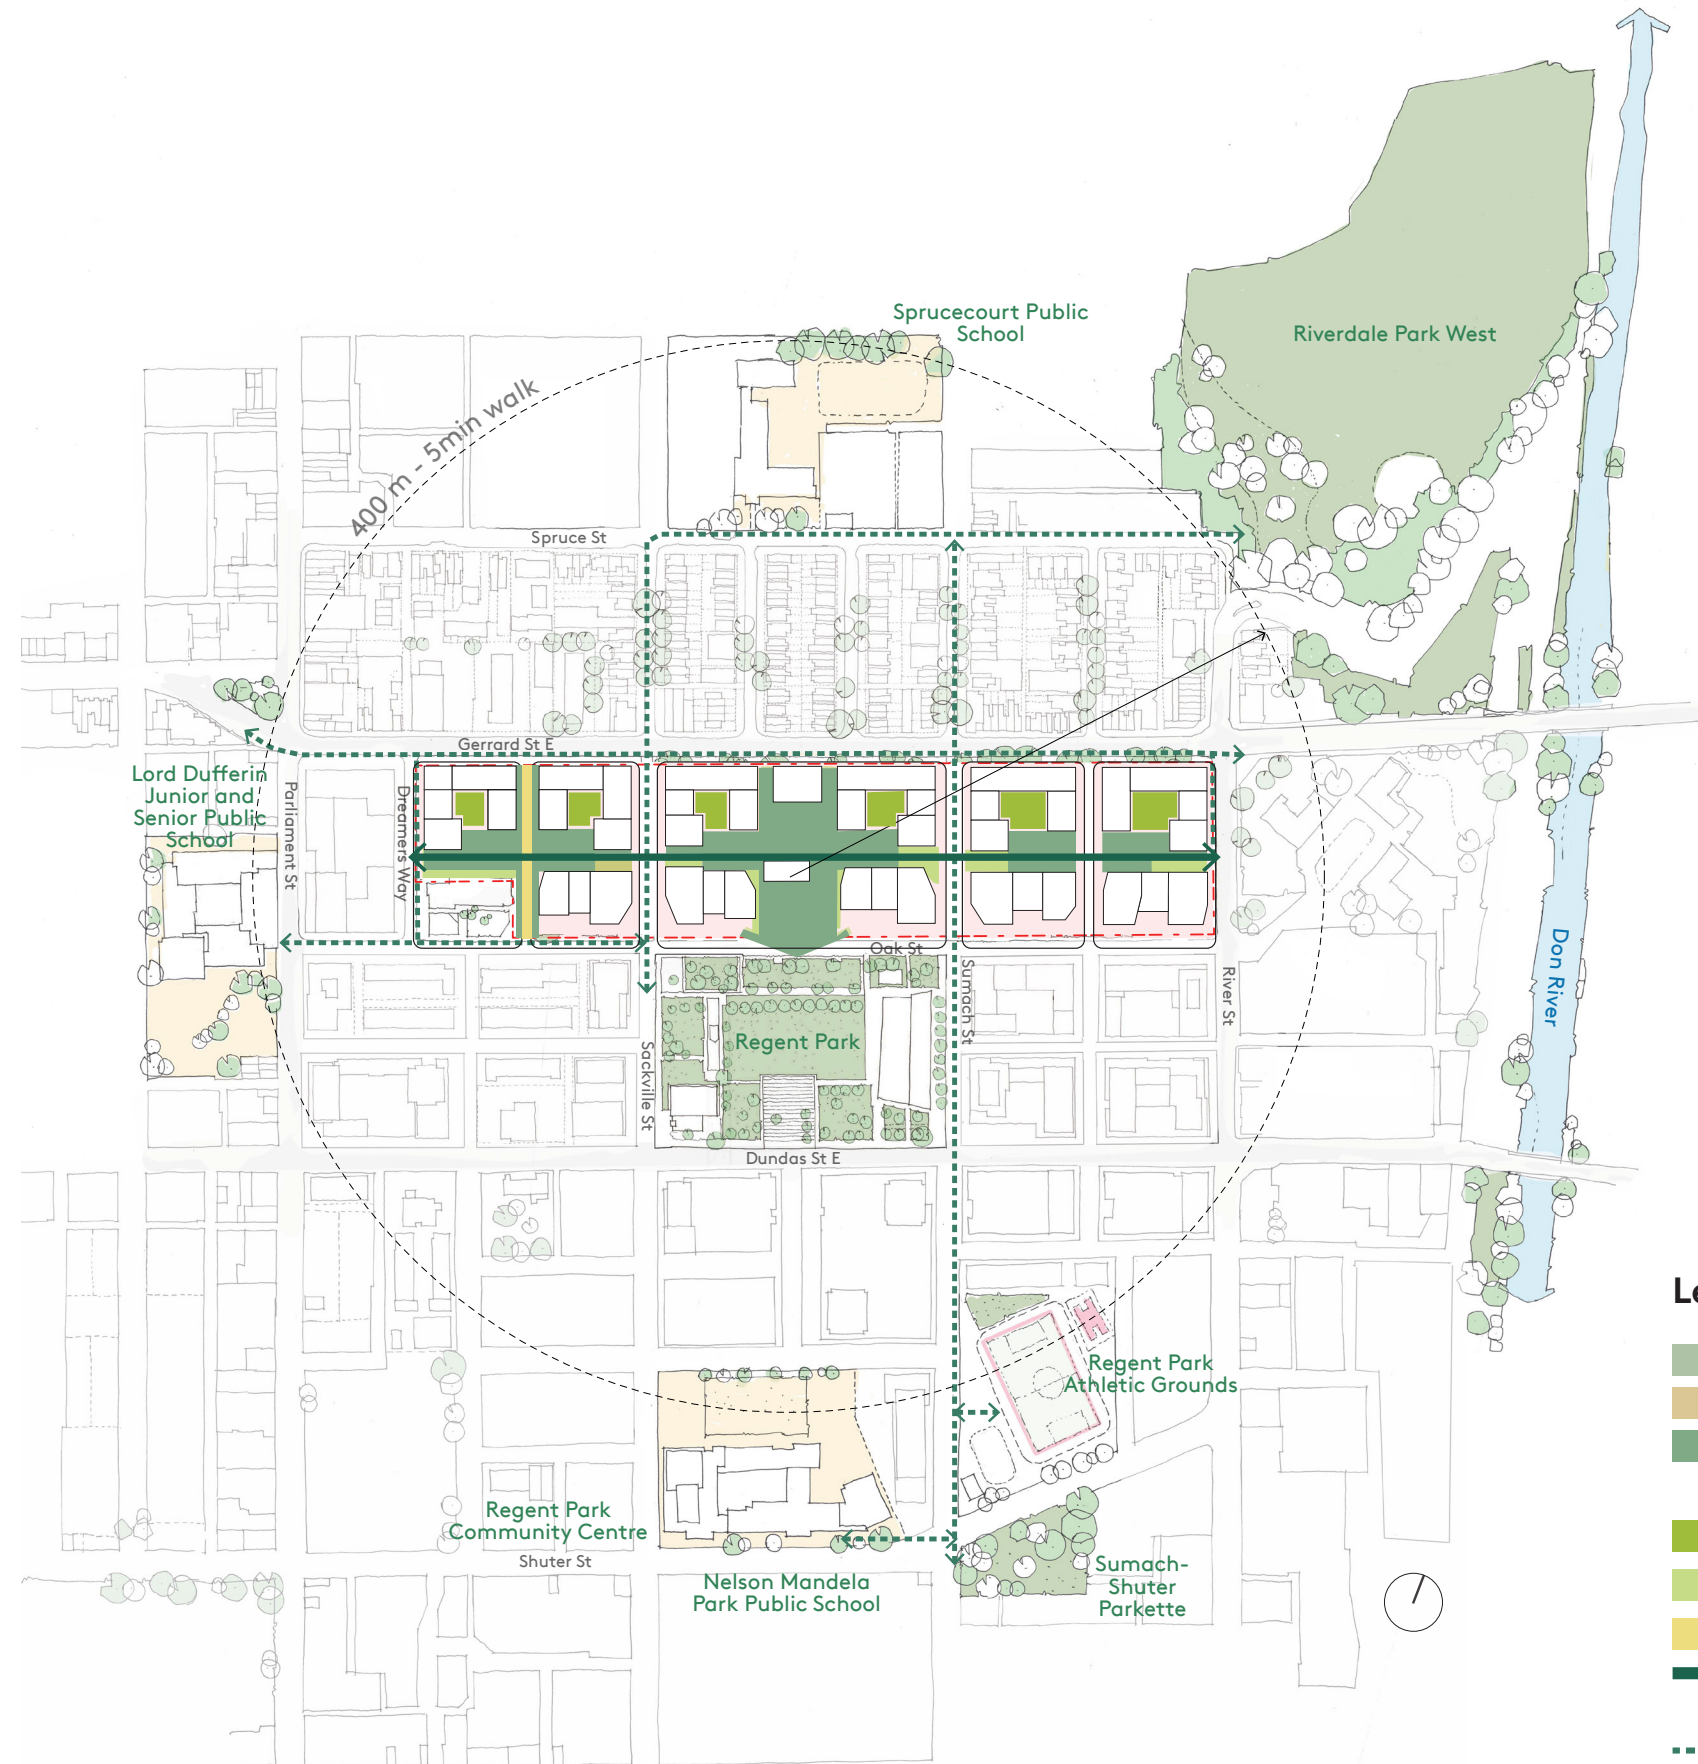 Sprucecourt Public
School
Riverdale Park West
400 m - 5min walk
Spruce St
Gerrard St E
Lord Dufferin
Junior and
Senior Public
School
Parliament St
Dreamers Way
Oak St
Don River
Sumach St
River St
Regent Park
Sackville St
Dundas St E
Regent Park
Athletic Grounds
Regent Park
Community Centre
Shuter St
Nelson Mandela
Park Public School
Sumach-
Shuter
Parkette
Le